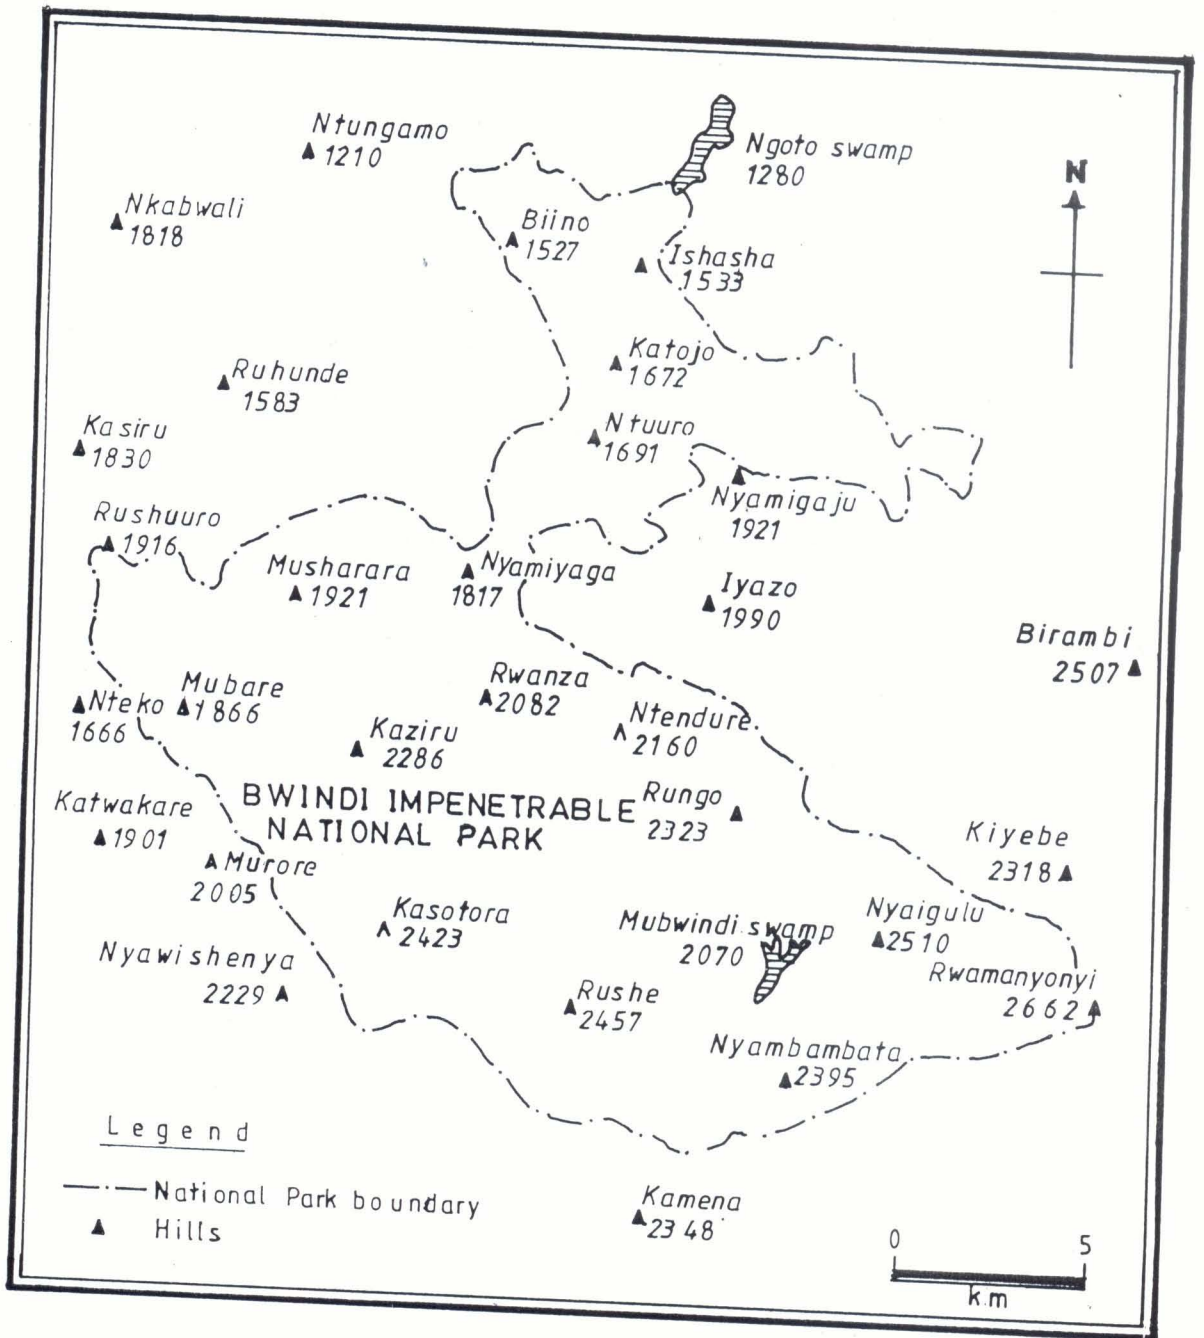 Ntungamo
1210
Ngoto swamp
1280
N
Nkabwali
1818
Biino
1527
Ishasha
1533
Katojo
1672
Ruhunde
1583
Kasiru
1830
Ntuuro
1691
Nyamigaju
1921
Rushuuro
1916
Musharara
1921
Nyamiyaga
1817
Iyazo
1990
Birambi
2507
Nteko
1666
Mubare
1866
Rwanza
2082
Kaziru
2286
Ntendure
2160
BWINDI IMPENETRABLE
NATIONAL PARK
Rungo
2323
Katwakare
1901
Kiyebe
2318
Murore
2005
Kasotora
2423
Mubwindi swamp
2070
Nyaigulu
2510
Nyawishenya
2229
Rushe
2457
Rwamanyonyi
2662
Nyambambata
2395
Legend
National Park boundary
Hills
Kamena
2348
0 5
km